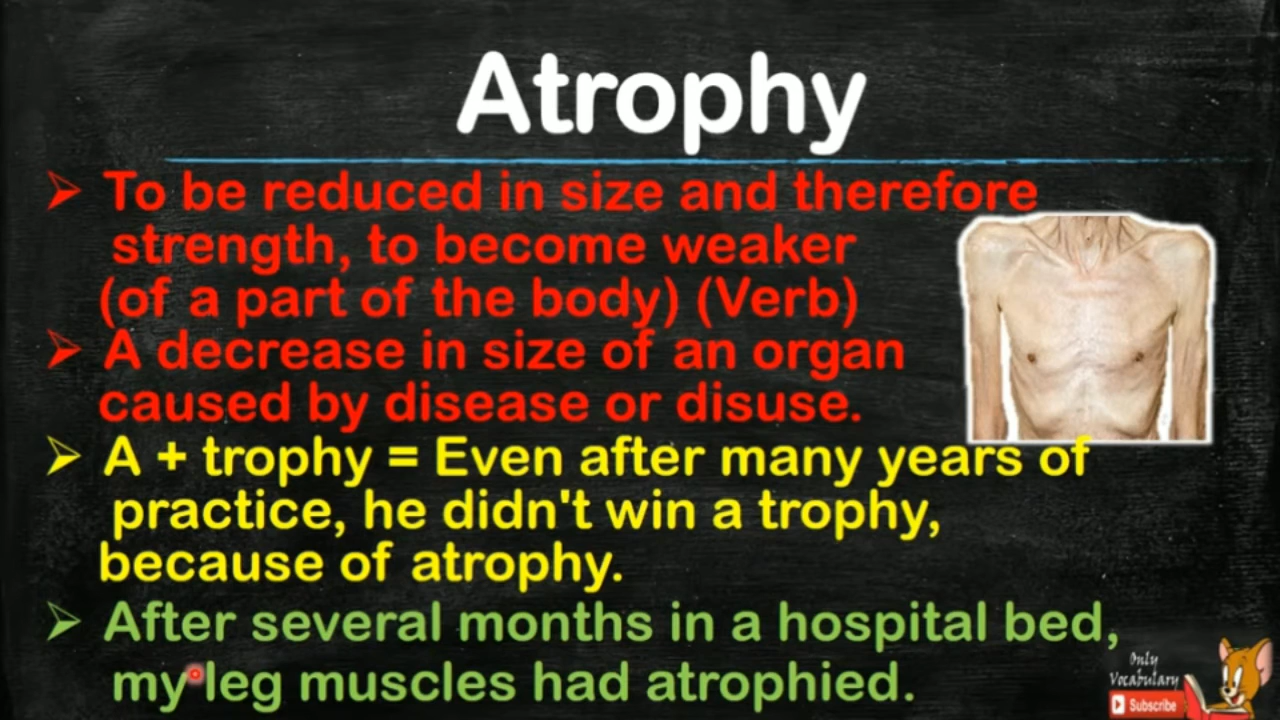 Atrophy
➢ To be reduced in size and therefore
strength, to become weaker
(of a part of the body) (Verb)
➢ A decrease in size of an organ
caused by disease or disuse.
➢ A + trophy = Even after many years of
practice, he didn't win a trophy,
because of atrophy.
➢ After several months in a hospital bed,
my leg muscles had atrophied.
Only
Vocabulary
Subscribe